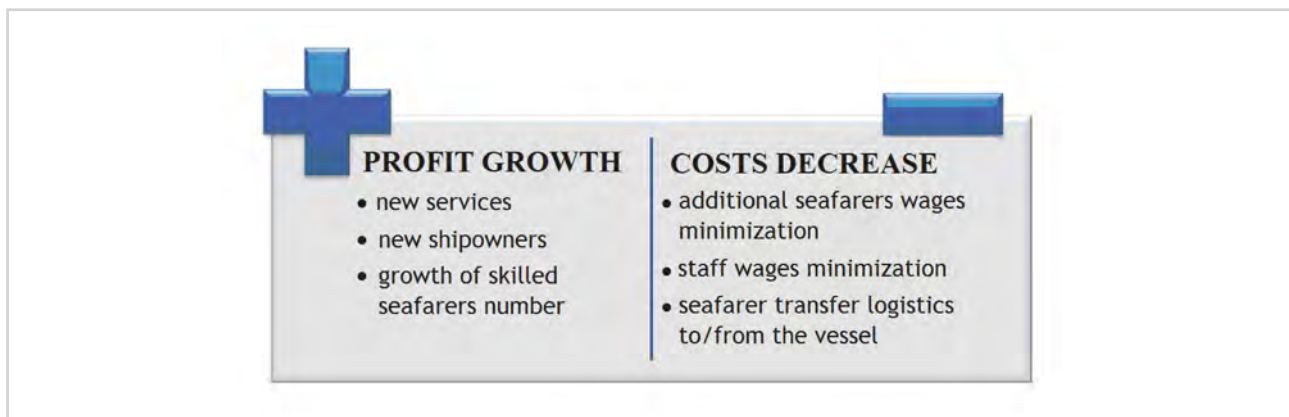 PROFIT GROWTH
• new services
• new shipowners
• growth of skilled
seafarers number
COSTS DECREASE
• additional seafarers wages
minimization
• staff wages minimization
• seafarer transfer logistics
to/from the vessel